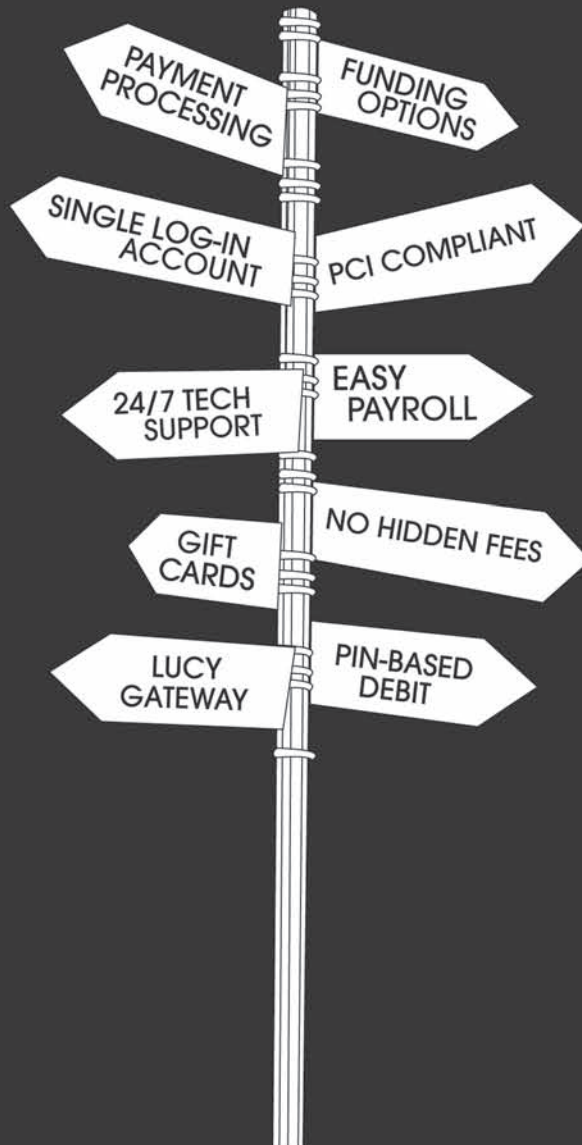 PAYMENT
PROCESSING
FUNDING
OPTIONS
SINGLE LOG-IN
ACCOUNT
PCI COMPLIANT
24/7 TECH
SUPPORT
EASY
PAYROLL
GIFT
CARDS
NO HIDDEN FEES
LUCY
GATEWAY
PIN-BASED
DEBIT